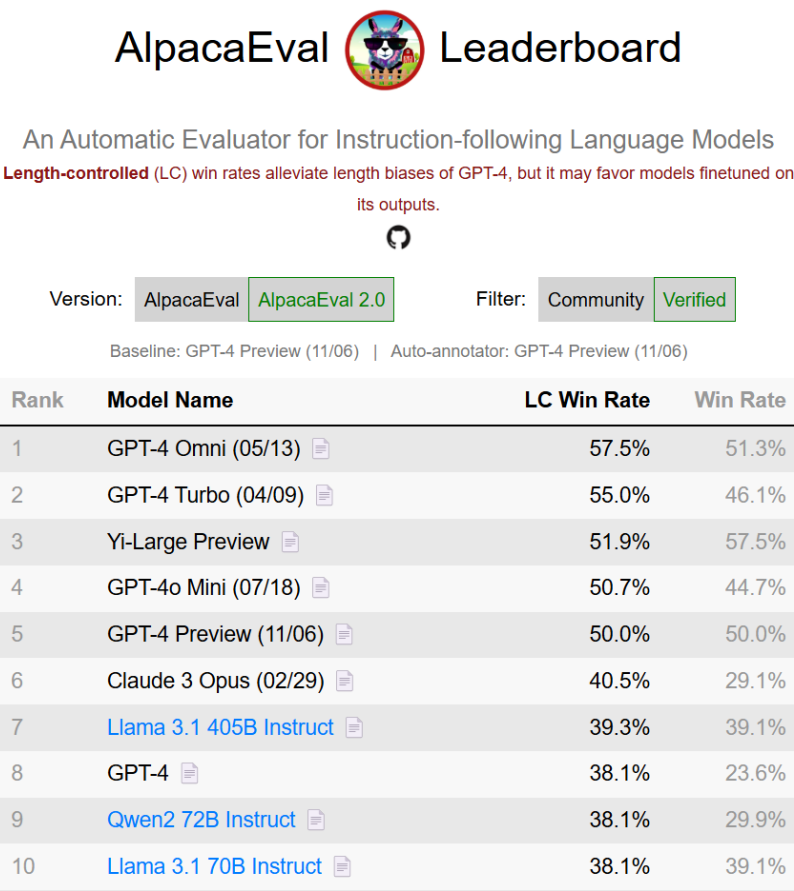 AlpacaEval Leaderboard
An Automatic Evaluator for Instruction-following Language Models
Length-controlled (LC) win rates alleviate length biases of GPT-4, but it may favor models finetuned on
its outputs.
Version: AlpacaEval AlpacaEval 2.0 Filter: Community Verified
Baseline: GPT-4 Preview (11/06) | Auto-annotator: GPT-4 Preview (11/06)
Rank Model Name LC Win Rate Win Rate
1 GPT-4 Omni (05/13) 57.5% 51.3%
2 GPT-4 Turbo (04/09) 55.0% 46.1%
3 Yi-Large Preview 51.9% 57.5%
4 GPT-4o Mini (07/18) 50.7% 44.7%
5 GPT-4 Preview (11/06) 50.0% 50.0%
6 Claude 3 Opus (02/29) 40.5% 29.1%
7 Llama 3.1 405B Instruct 39.3% 39.1%
8 GPT-4 38.1% 23.6%
9 Qwen2 72B Instruct 38.1% 29.9%
10 Llama 3.1 70B Instruct 38.1% 39.1%